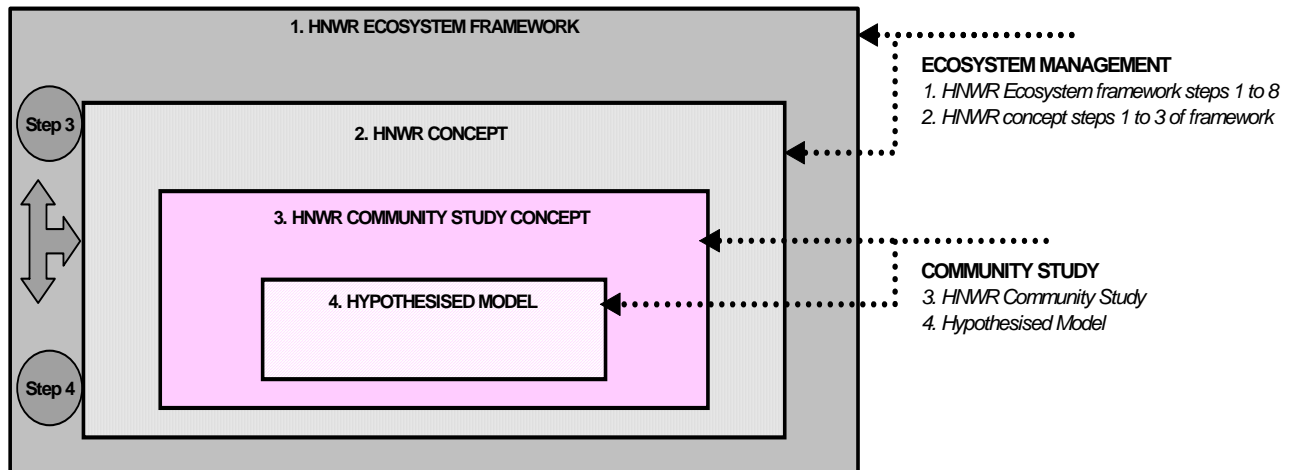 1. HNWR ECOSYSTEM FRAMEWORK
ECOSYSTEM MANAGEMENT
1. HNWR Ecosystem framework steps 1 to 8
2. HNWR concept steps 1 to 3 of framework
Step 3
2. HNWR CONCEPT
3. HNWR COMMUNITY STUDY CONCEPT
COMMUNITY STUDY
3. HNWR Community Study
4. Hypothesised Model
4. HYPOTHESISED MODEL
Step 4